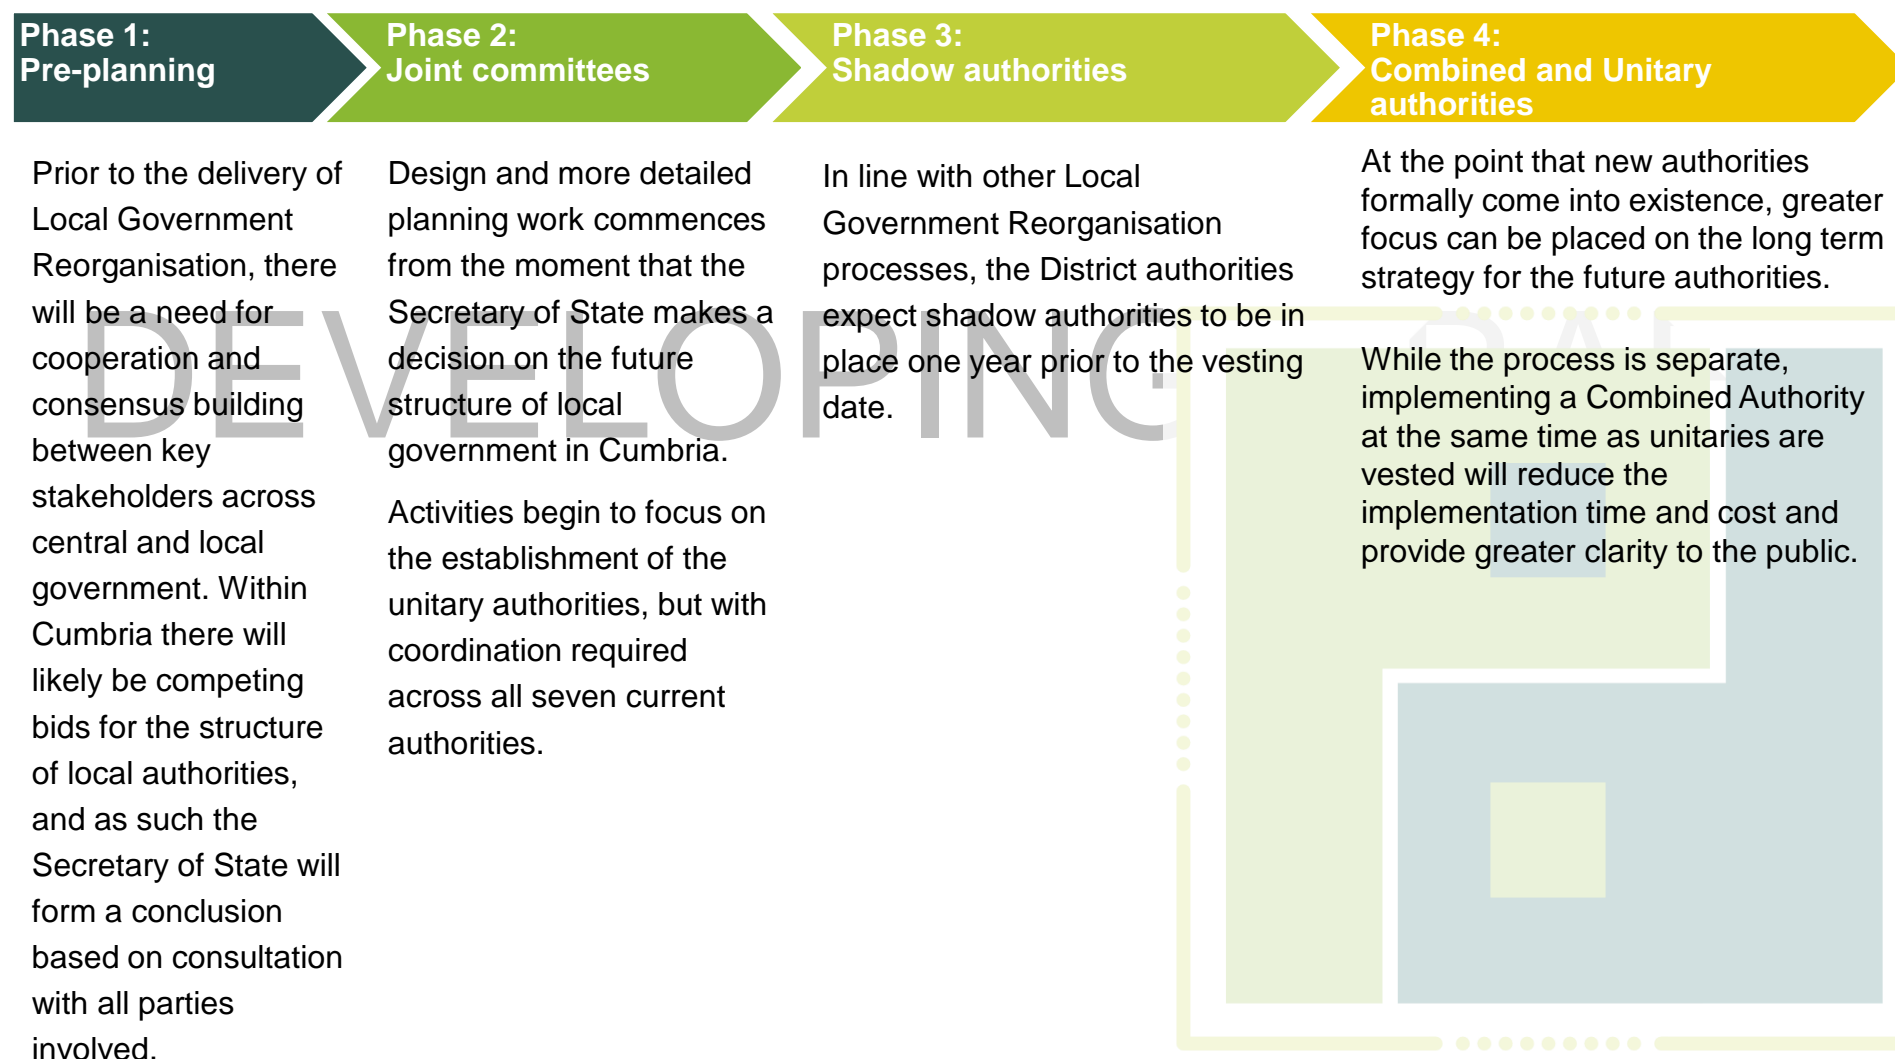 Phase 1:
Pre-planning
Prior to the delivery of
Local Government
Reorganisation, there
will be a need for
cooperation and
consensus building
between key
stakeholders across
central and local
government. Within
Cumbria there will
likely be competing
bids for the structure
of local authorities,
and as such the
Secretary of State will
form a conclusion
based on consultation
with all parties
involved.
Phase 2:
Joint committees
Design and more detailed
planning work commences
from the moment that the
Secretary of State makes a
decision on the future
structure of local
government in Cumbria.
Activities begin to focus on
the establishment of the
unitary authorities, but with
coordination required
across all seven current
authorities.
Phase 3:
Shadow authorities
In line with other Local
Government Reorganisation
processes, the District authorities
expect shadow authorities to be in
place one year prior to the vesting
date.
Phase 4:
Combined and Unitary
authorities
At the point that new authorities
formally come into existence, greater
focus can be placed on the long term
strategy for the future authorities.
While the process is separate,
implementing a Combined Authority
at the same time as unitaries are
vested will reduce the
implementation time and cost and
provide greater clarity to the public.
DEVELOPING